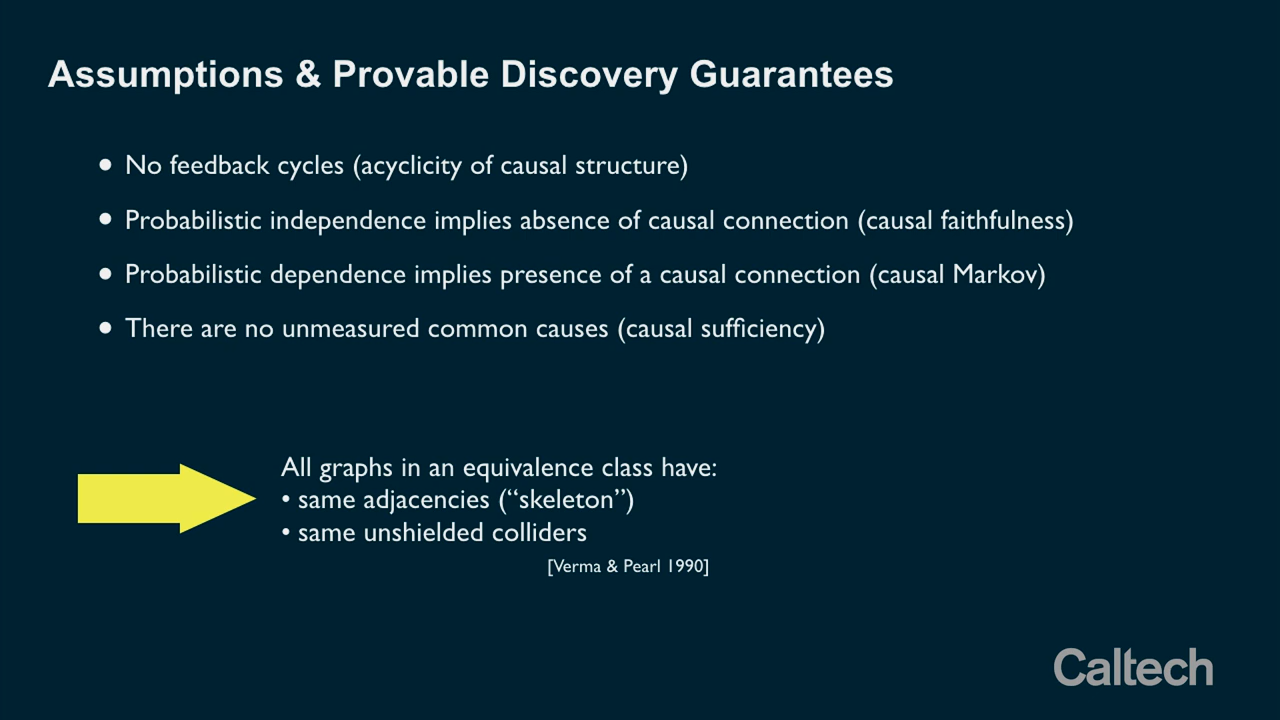 Assumptions & Provable Discovery Guarantees
• No feedback cycles (acyclicity of causal structure)
• Probabilistic independence implies absence of causal connection (causal faithfulness)
• Probabilistic dependence implies presence of a causal connection (causal Markov)
• There are no unmeasured common causes (causal sufficiency)
All graphs in an equivalence class have:
• same adjacencies (“skeleton”)
• same unshielded colliders
[Verma & Pearl 1990]
Caltech